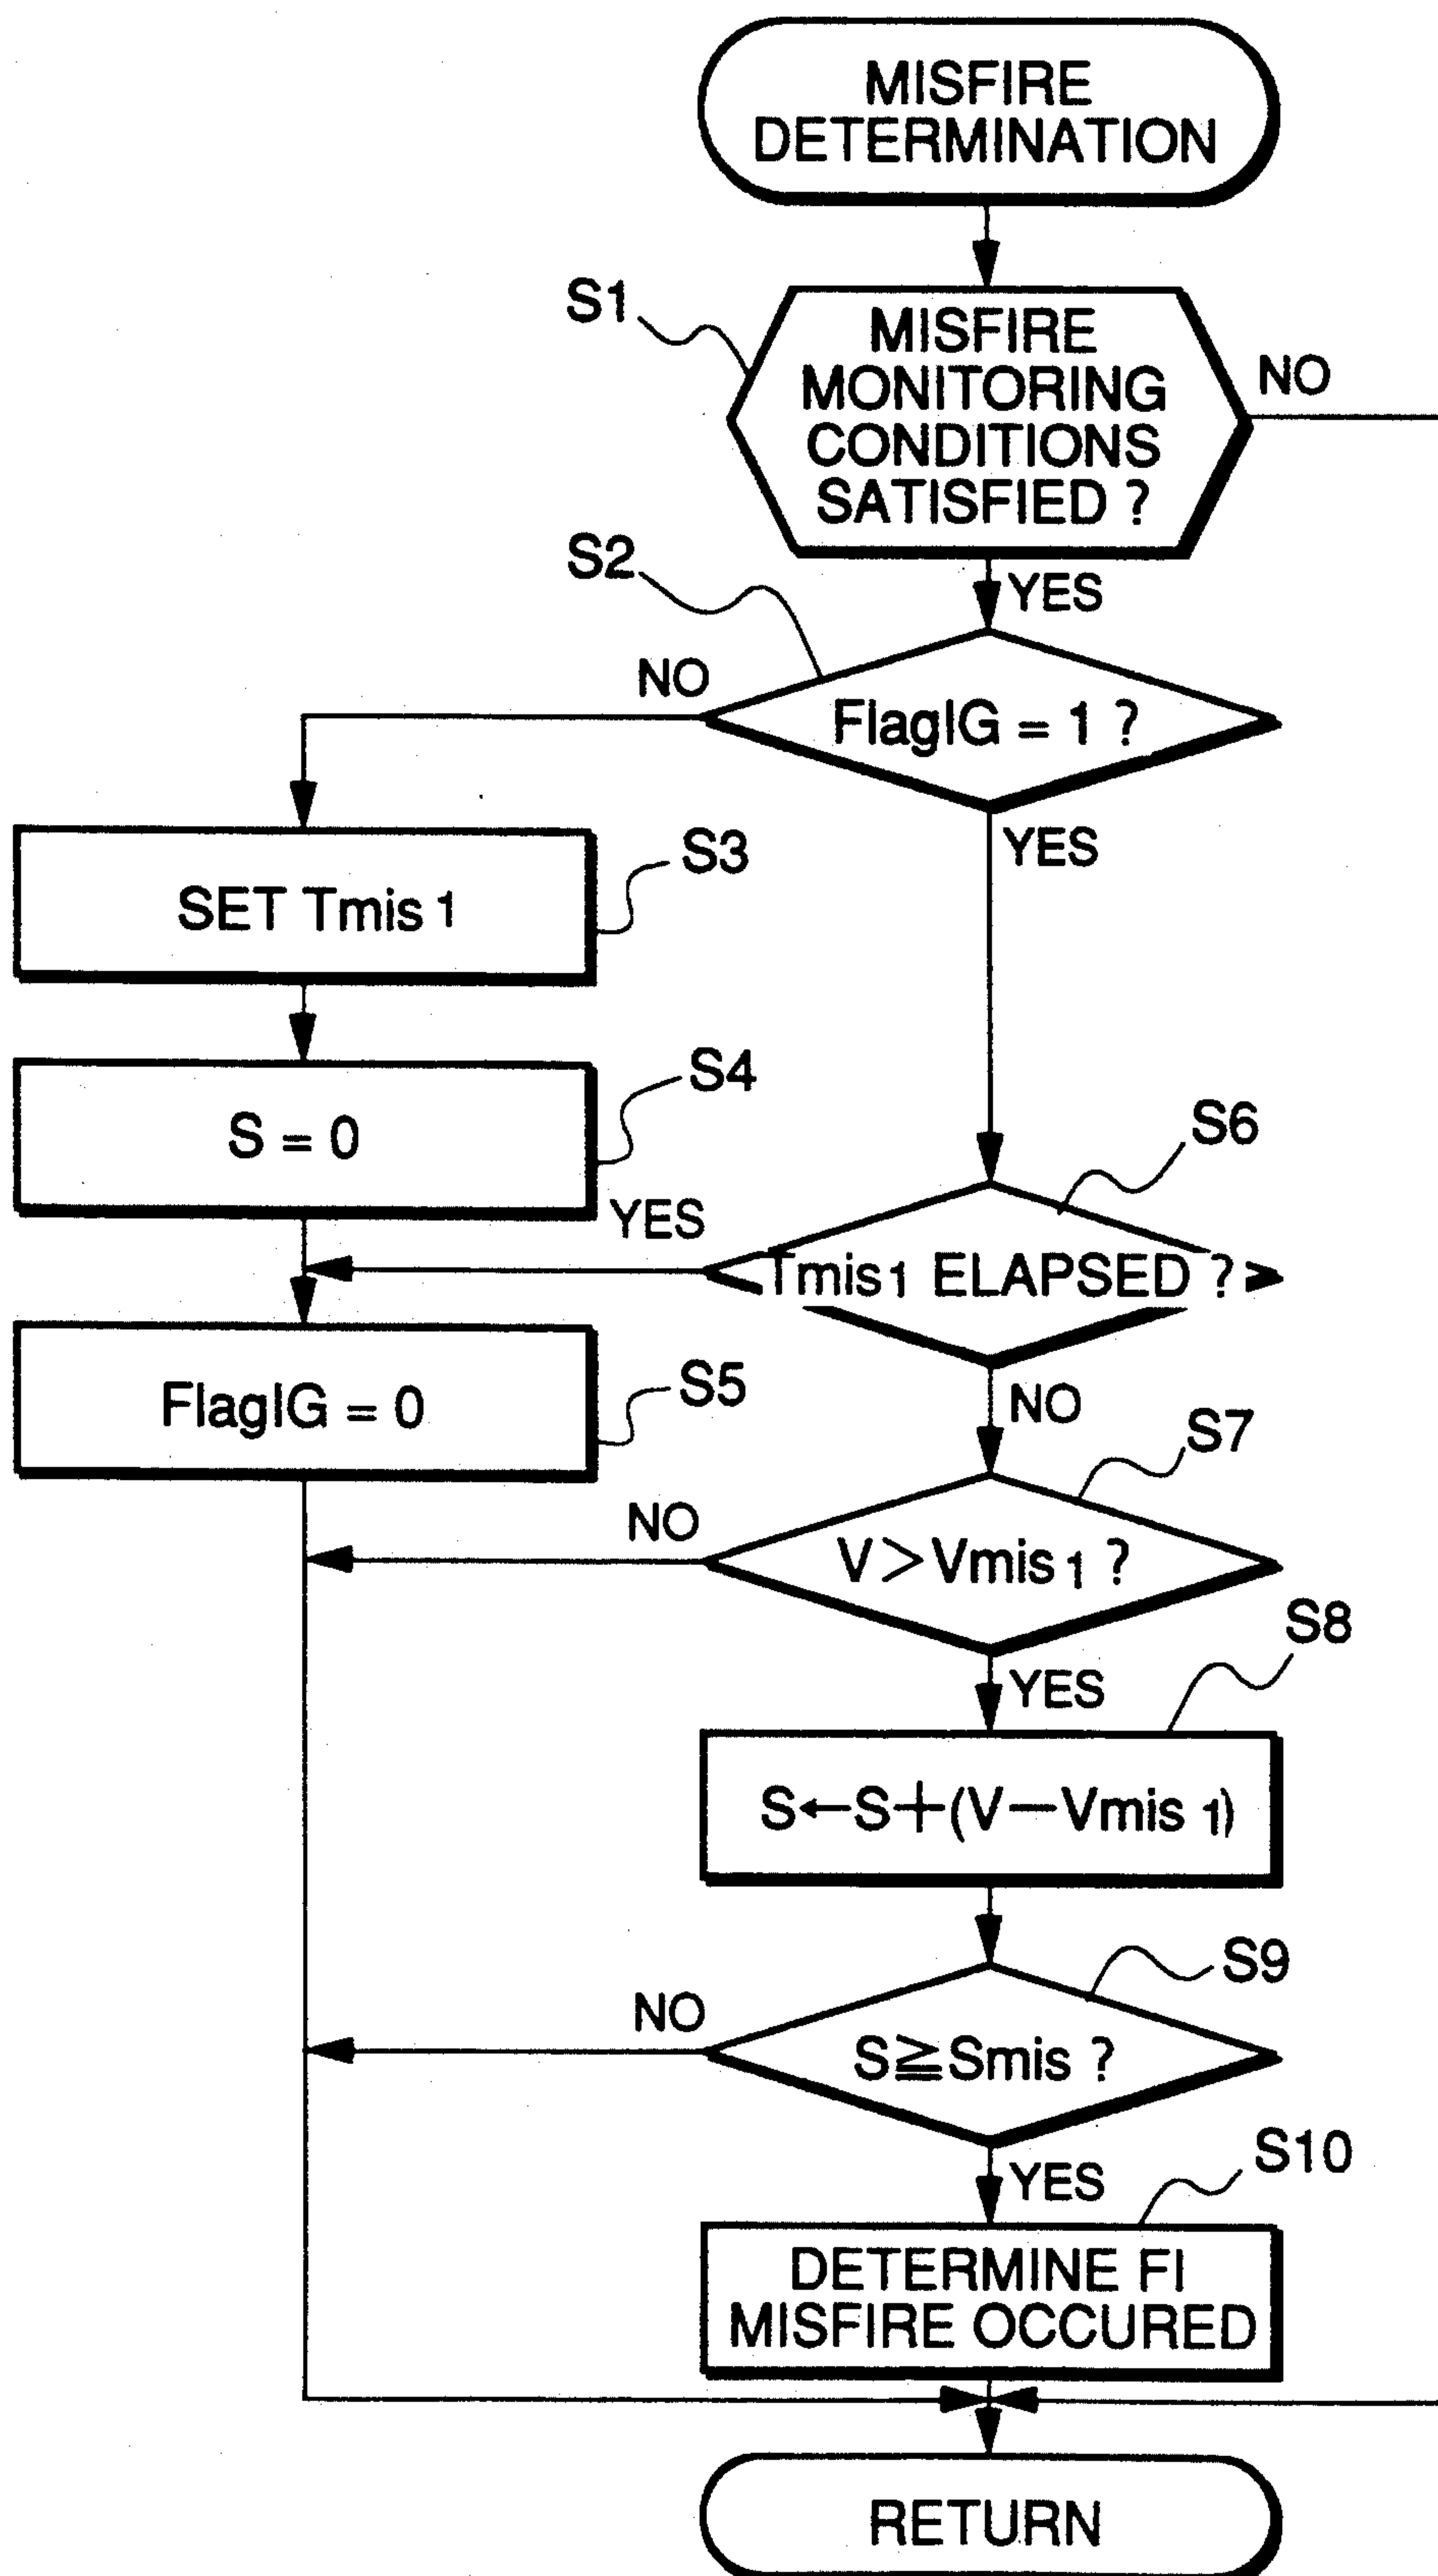 MISFIRE
DETERMINATION
S1
MISFIRE
MONITORING
CONDITIONS
SATISFIED ?
NO
YES
S2
NO
FlagIG = 1 ?
YES
SET Tmis 1
S3
S = 0
S4
S6
YES
Tmis1 ELAPSED ?
NO
FlagIG = 0
S5
S7
NO
V>Vmis 1 ?
YES
S8
S←S+(V−Vmis 1)
S9
NO
S≧Smis ?
YES
S10
DETERMINE FI
MISFIRE OCCURED
RETURN